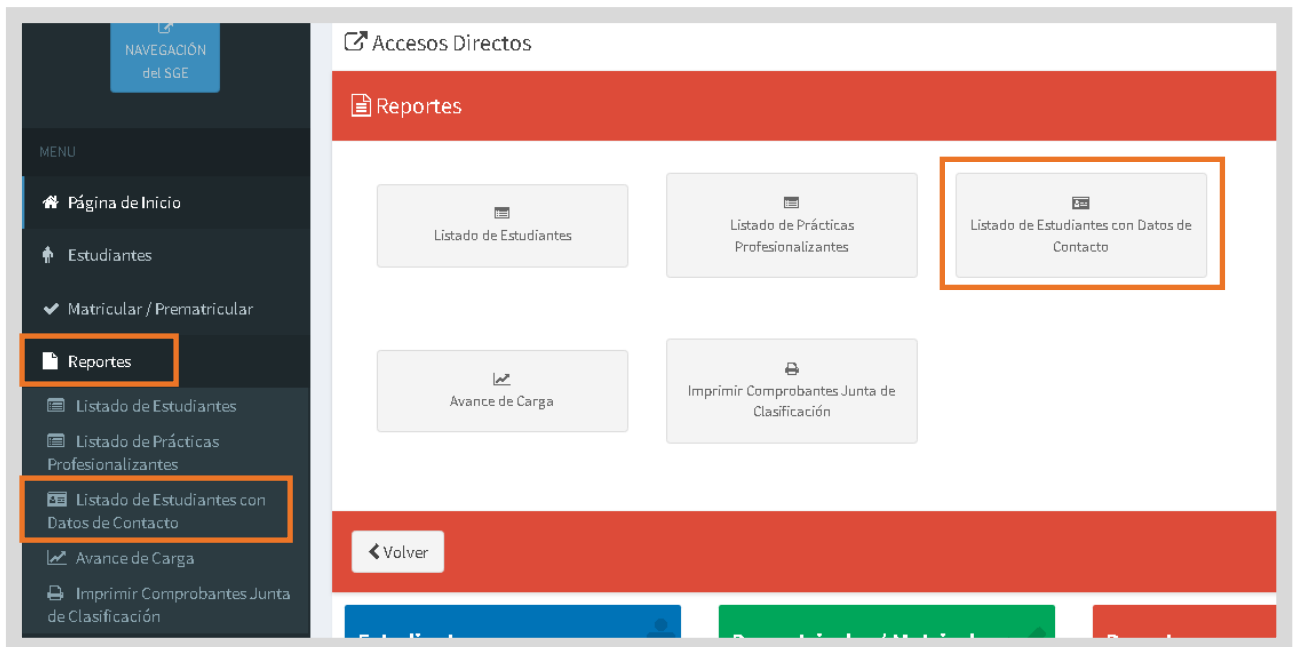 NAVEGACIÓN
del SGE
MENU
Página de Inicio
Estudiantes
Matricular / Prematricular
Reportes
Listado de Estudiantes
Listado de Prácticas
Profesionalizantes
Listado de Estudiantes con
Datos de Contacto
Avance de Carga
Imprimir Comprobantes Junta
de Clasificación
Accesos Directos
Reportes
Listado de Estudiantes
Listado de Prácticas
Profesionalizantes
Listado de Estudiantes con Datos de
Contacto
Avance de Carga
Imprimir Comprobantes Junta de
Clasificación
Volver